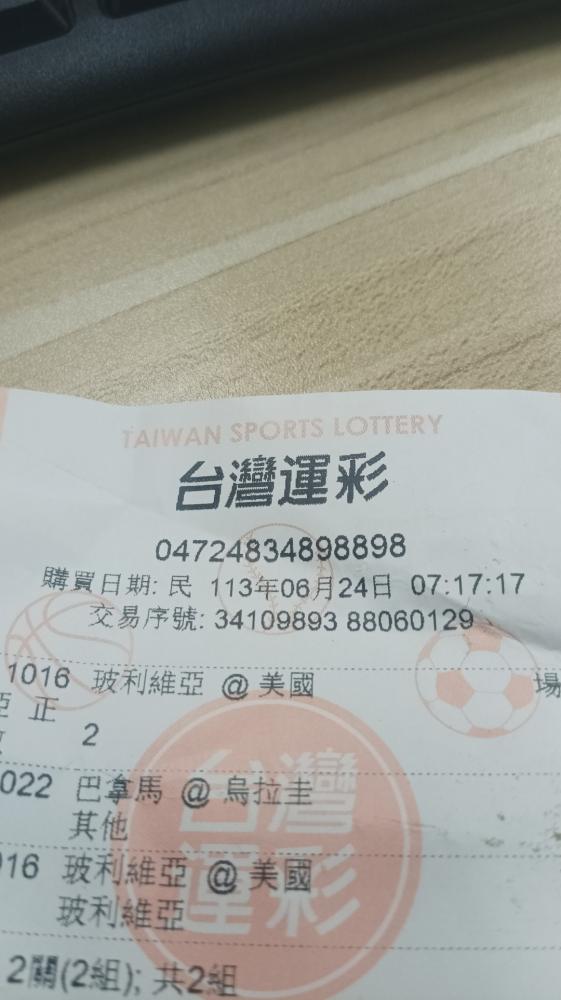 TAIWAN SPORTS LOTTERY
台灣運彩
04724834898898
購買日期: 民 113年06月24日 07:17:17
交易序號: 34109893 88060129
1016 玻利維亞 @ 美國 場
正
2
022 巴拿馬 @ 烏拉圭
其他
16 玻利維亞 @ 美國
玻利維亞
台灣
運彩
2關(2組); 共2組